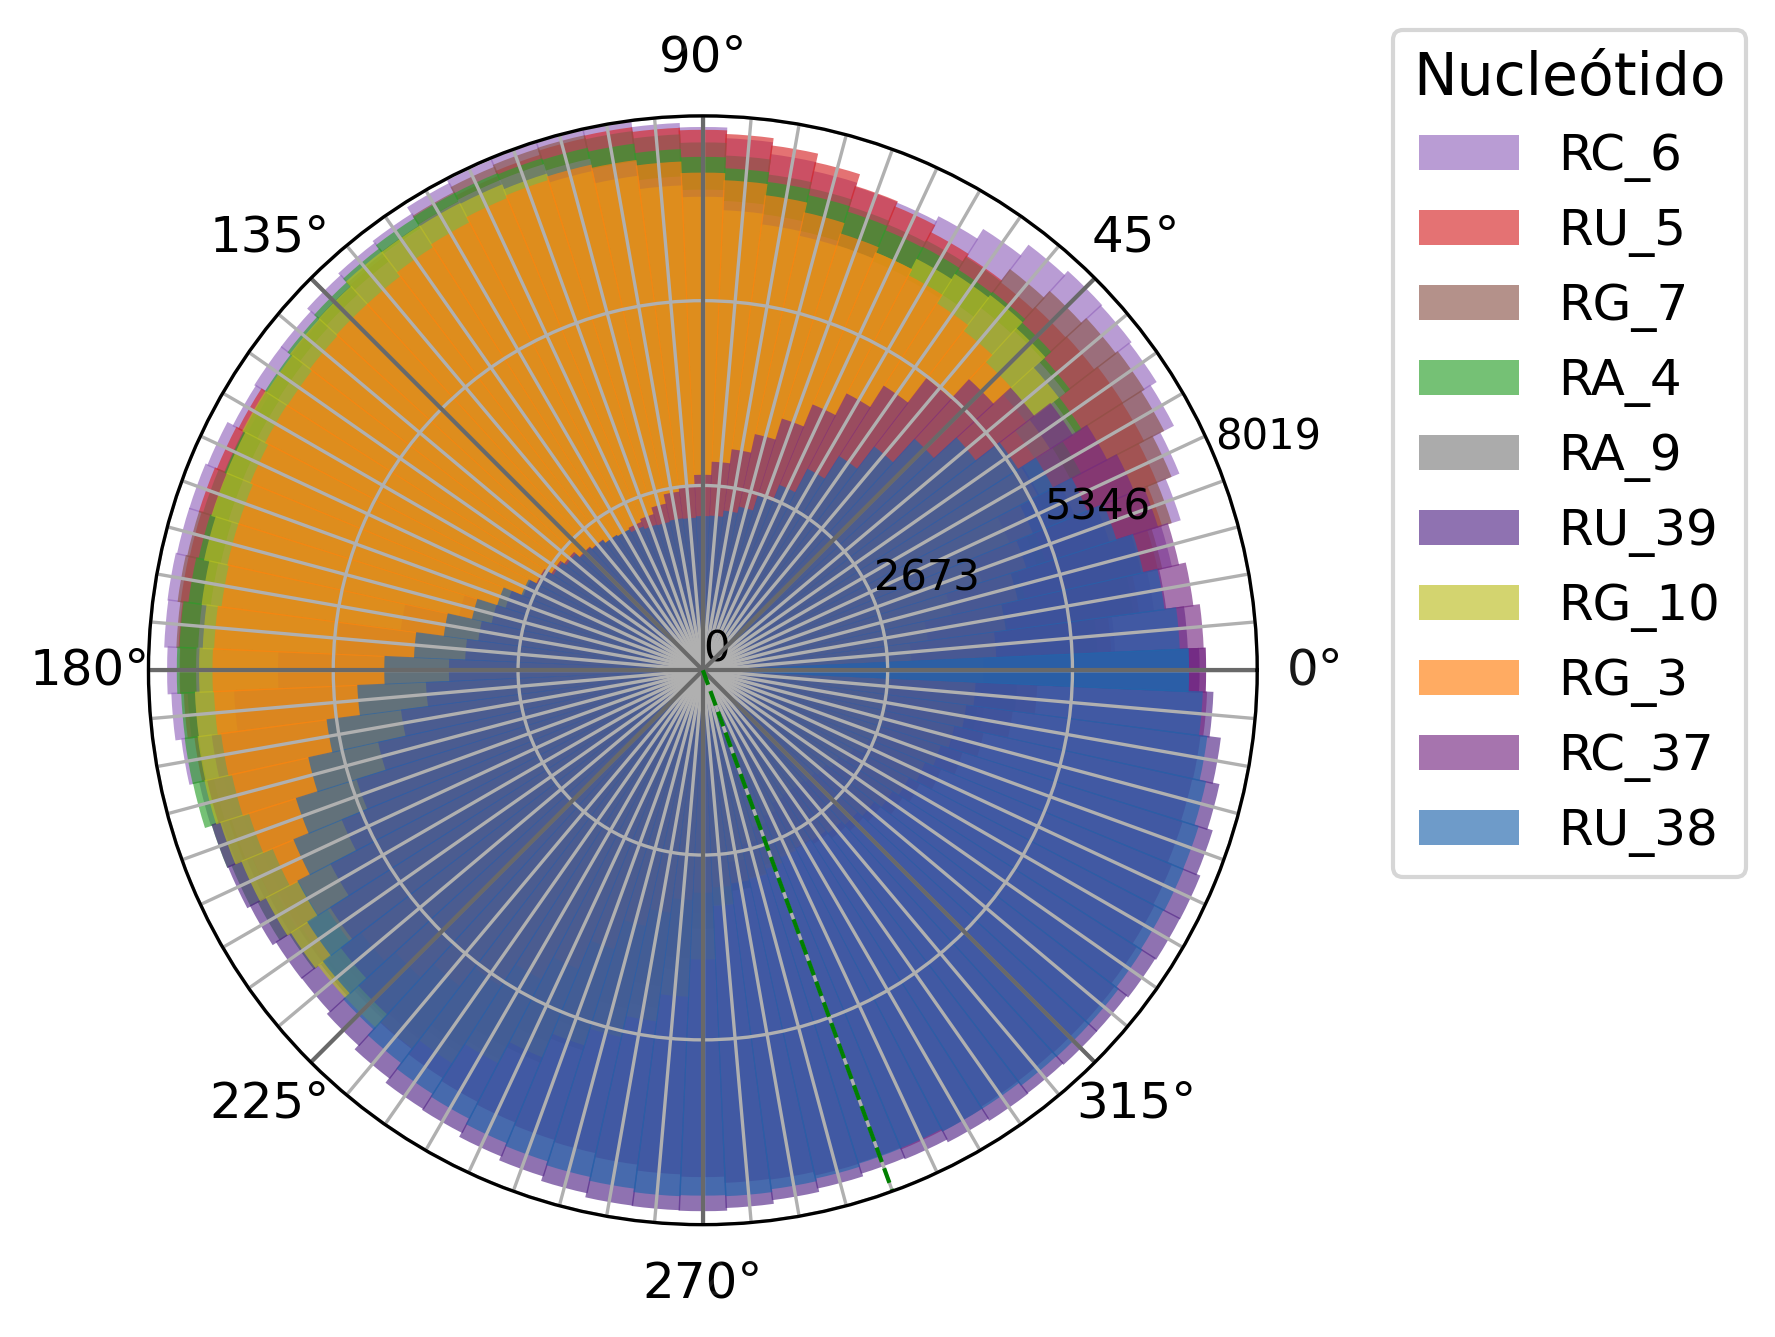 90°
Nucleótido
RC_6
RU_5
RG_7
RA_4
RA_9
RU_39
RG_10
RG_3
RC_37
RU_38
135°
45°
8019
5346
2673
0
180°
0°
225°
315°
270°